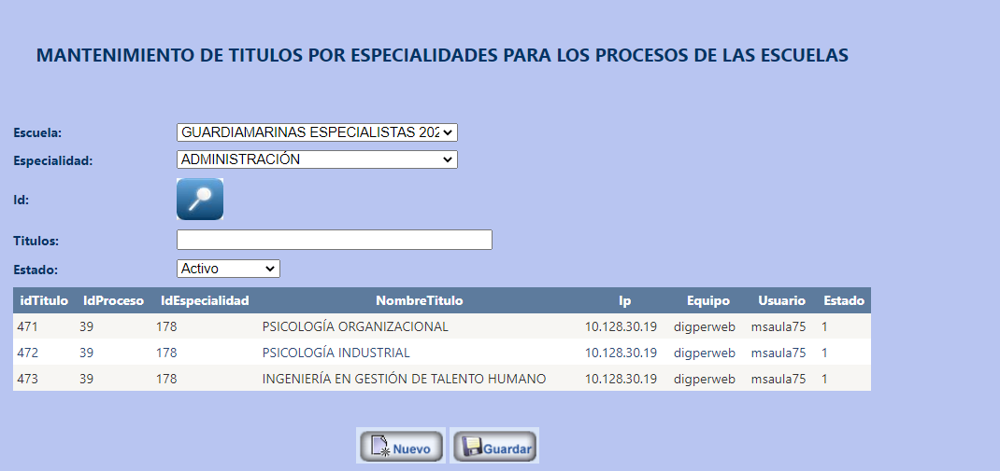 MANTENIMIENTO DE TITULOS POR ESPECIALIDADES PARA LOS PROCESOS DE LAS ESCUELAS
Escuela: GUARDIAMARINAS ESPECIALISTAS 202
Especialidad: ADMINISTRACIÓN
Id:
Titulos:
Estado: Activo
idTitulo IdProceso IdEspecialidad NombreTitulo Ip Equipo Usuario Estado
471 39 178 PSICOLOGÍA ORGANIZACIONAL 10.128.30.19 digperweb msaula75 1
472 39 178 PSICOLOGÍA INDUSTRIAL 10.128.30.19 digperweb msaula75 1
473 39 178 INGENIERÍA EN GESTIÓN DE TALENTO HUMANO 10.128.30.19 digperweb msaula75 1
Nuevo Guardar